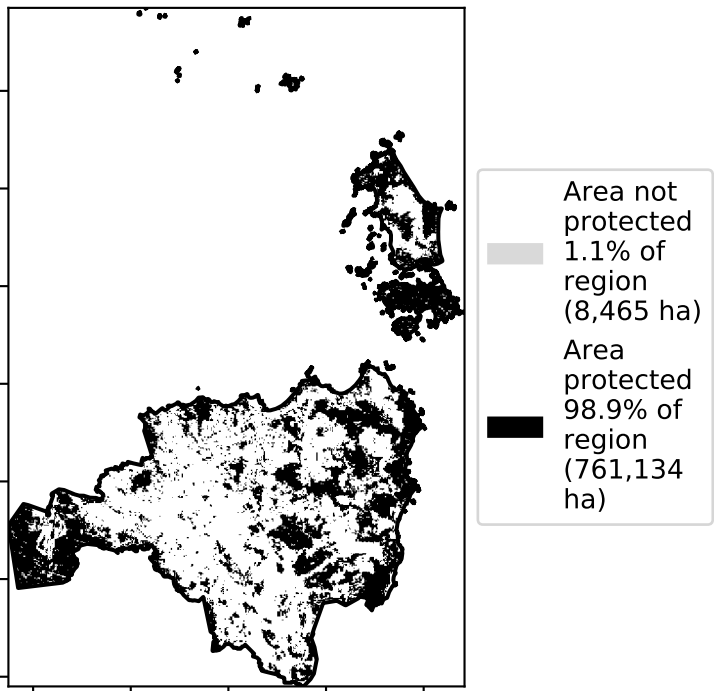 Area not
protected
1.1% of
region
(8,465 ha)
Area
protected
98.9% of
region
(761,134
ha)